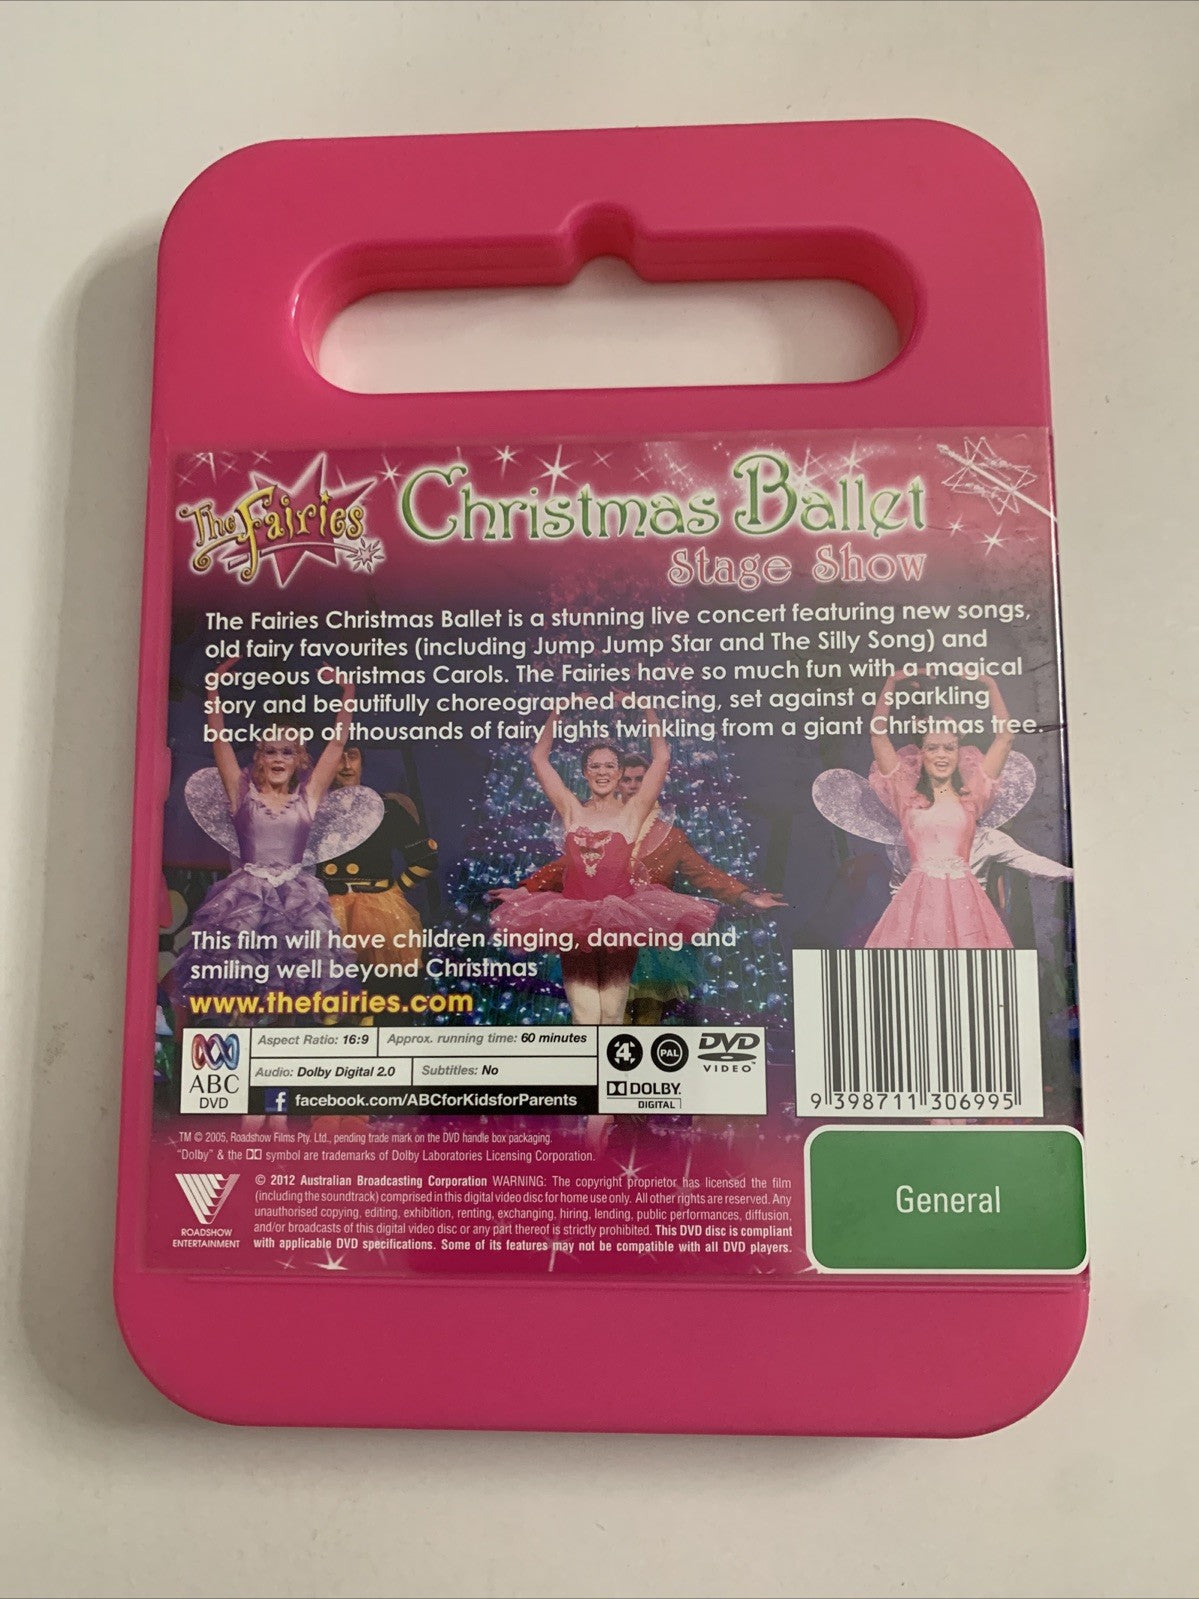 The Fairies
Christmas Ballet
Stage Show
The Fairies Christmas Ballet is a stunning live concert featuring new songs,
old fairy favourites (including Jump Jump Star and The Silly Song) and
gorgeous Christmas Carols. The Fairies have so much fun with a magical
story and beautifully choreographed dancing, set against a sparkling
backdrop of thousands of fairy lights twinkling from a giant Christmas tree.
This film will have children singing, dancing and
smiling well beyond Christmas
www.thefairies.com
ABC
DVD
Aspect Ratio: 16:9
Approx. running time: 60 minutes
Audio: Dolby Digital 2.0
Subtitles: No
f facebook.com/ABCforKidsforParents
4
PAL
DVD
VIDEO™
DOLBY
DIGITAL
9 398711 306995
TM © 2005, Roadshow Films Pty. Ltd., pending trade mark on the DVD handle box packaging.
"Dolby" & the DD symbol are trademarks of Dolby Laboratories Licensing Corporation.
ROADSHOW
ENTERTAINMENT
© 2012 Australian Broadcasting Corporation WARNING: The copyright proprietor has licensed the film
(including the soundtrack) comprised in this digital video disc for home use only. All other rights are reserved. Any
unauthorised copying, editing, exhibition, renting, exchanging, hiring, lending, public performances, diffusion,
and/or broadcasts of this digital video disc or any part thereof is strictly prohibited. This DVD disc is compliant
with applicable DVD specifications. Some of its features may not be compatible with all DVD players.
General